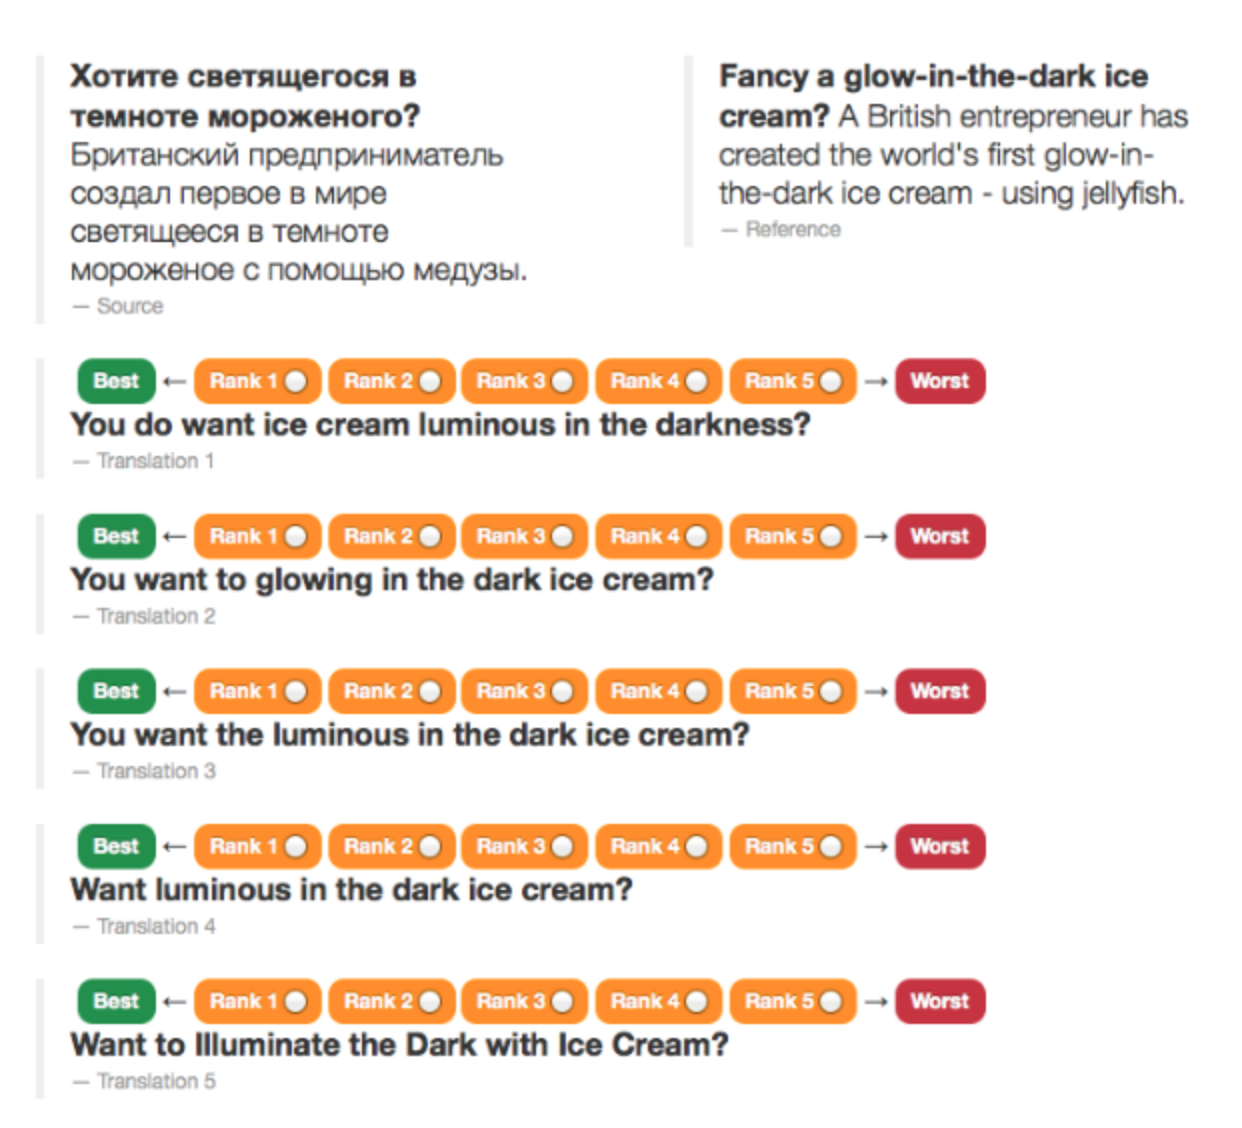 Хотите светящегося в
темноте мороженого?
Британский предприниматель
создал первое в мире
светящееся в темноте
мороженое с помощью медузы.
— Source
Fancy a glow-in-the-dark ice
cream? A British entrepreneur has
created the world's first glow-in-
the-dark ice cream - using jellyfish.
— Reference
Best ← Rank 1 Rank 2 Rank 3 Rank 4 Rank 5 → Worst
You do want ice cream luminous in the darkness?
— Translation 1
Best ← Rank 1 Rank 2 Rank 3 Rank 4 Rank 5 → Worst
You want to glowing in the dark ice cream?
— Translation 2
Best ← Rank 1 Rank 2 Rank 3 Rank 4 Rank 5 → Worst
You want the luminous in the dark ice cream?
— Translation 3
Best ← Rank 1 Rank 2 Rank 3 Rank 4 Rank 5 → Worst
Want luminous in the dark ice cream?
— Translation 4
Best ← Rank 1 Rank 2 Rank 3 Rank 4 Rank 5 → Worst
Want to Illuminate the Dark with Ice Cream?
— Translation 5